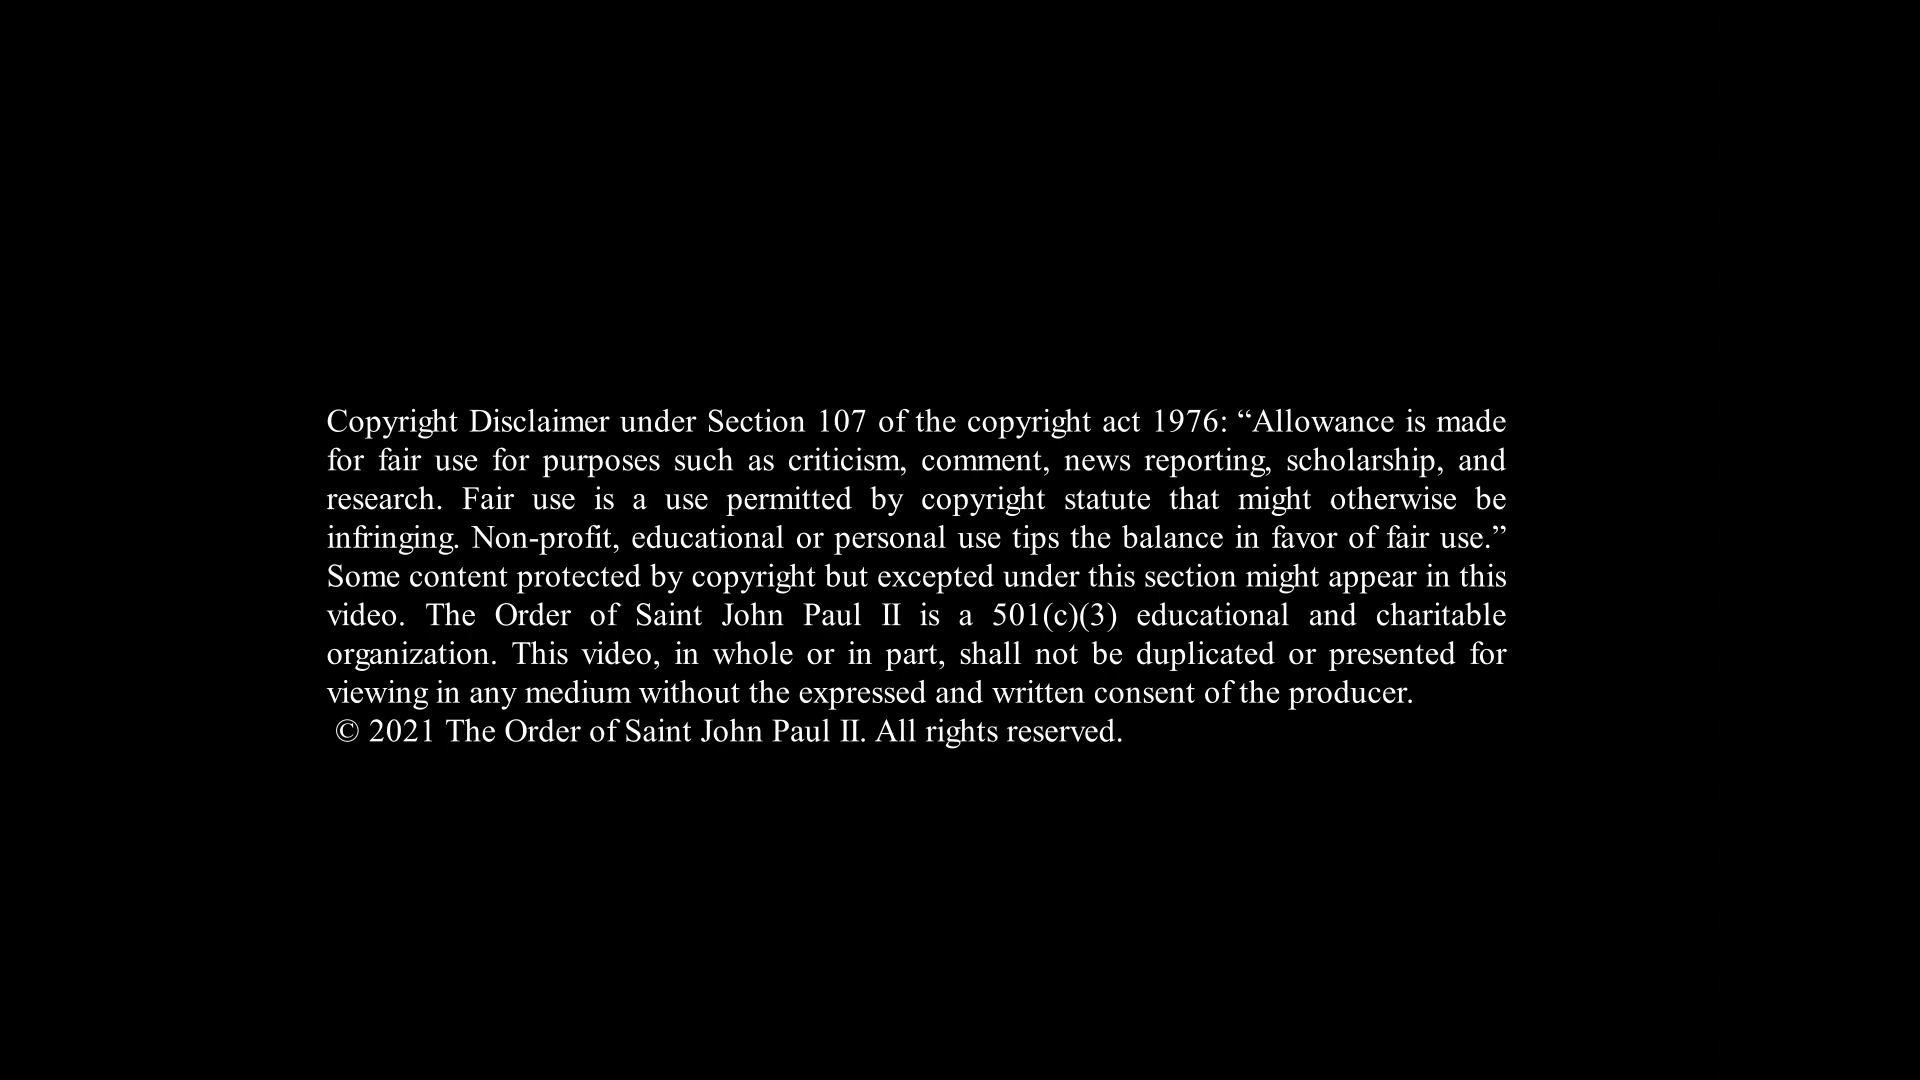 Copyright Disclaimer under Section 107 of the copyright act 1976: “Allowance is made
for fair use for purposes such as criticism, comment, news reporting, scholarship, and
research. Fair use is a use permitted by copyright statute that might otherwise be
infringing. Non-profit, educational or personal use tips the balance in favor of fair use.”
Some content protected by copyright but excepted under this section might appear in this
video. The Order of Saint John Paul II is a 501(c)(3) educational and charitable
organization. This video, in whole or in part, shall not be duplicated or presented for
viewing in any medium without the expressed and written consent of the producer.
© 2021 The Order of Saint John Paul II. All rights reserved.